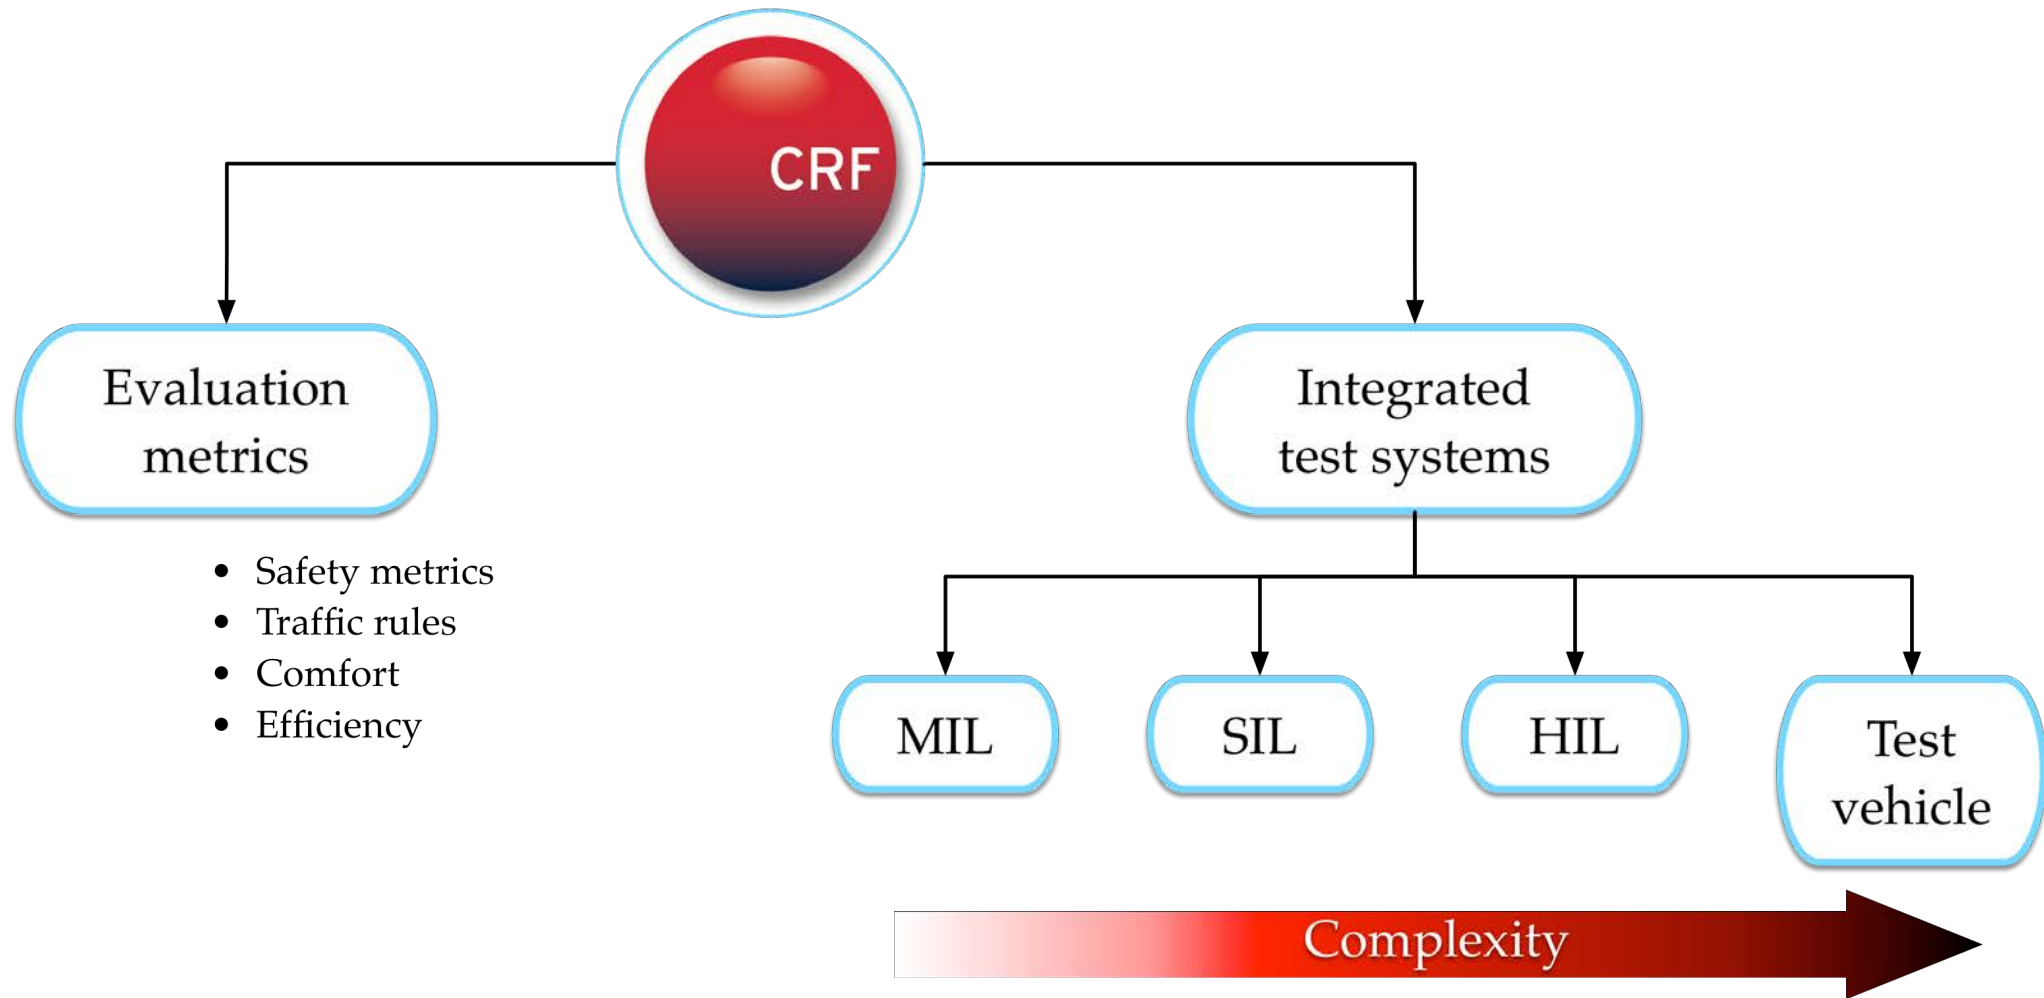 CRF
Evaluation
metrics
• Safety metrics
• Traffic rules
• Comfort
• Efficiency
Integrated
test systems
MIL
SIL
HIL
Test
vehicle
Complexity